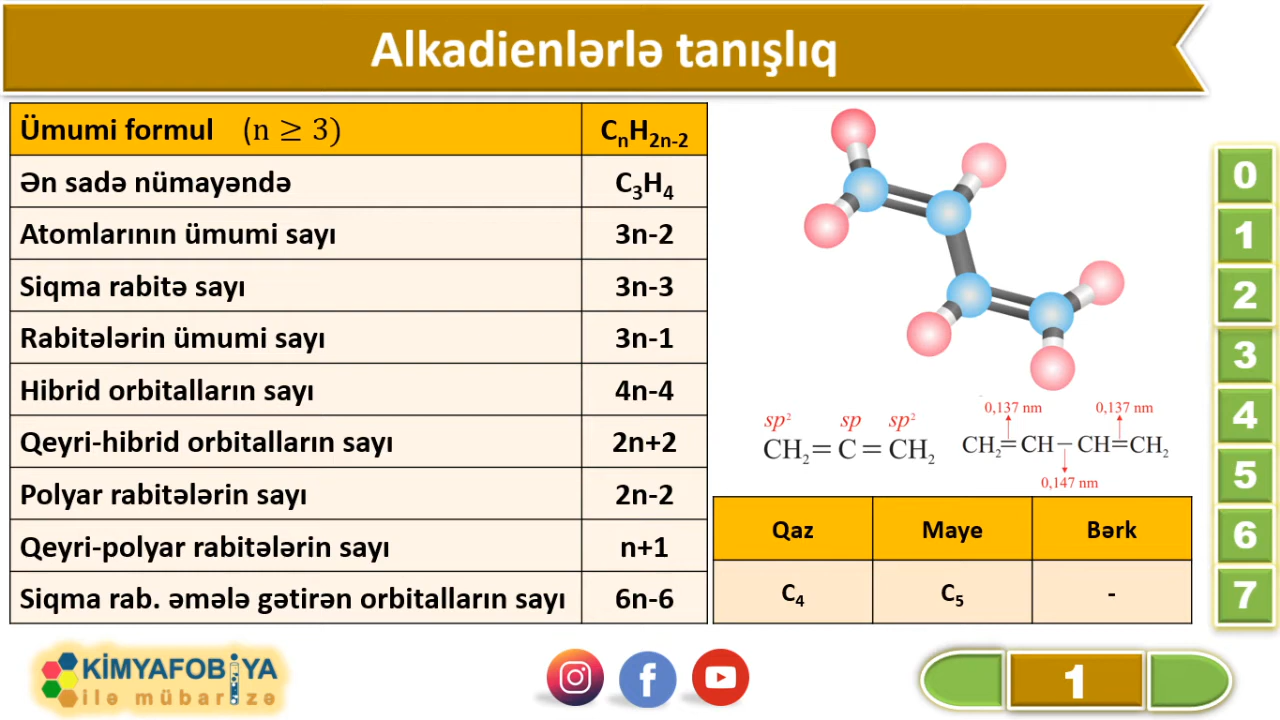 Alkadienlərlə tanışlıq
Ümumi formul (n ≥ 3) CₙH₂ₙ₋₂
Ən sadə nümayəndə C₃H₄
Atomlarının ümumi sayı 3n-2
Siqma rabitə sayı 3n-3
Rabitələrin ümumi sayı 3n-1
Hibrid orbitalların sayı 4n-4
Qeyri-hibrid orbitalların sayı 2n+2
Polyar rabitələrin sayı 2n-2
Qeyri-polyar rabitələrin sayı n+1
Siqma rab. əmələ gətirən orbitalların sayı 6n-6
sp² sp sp²
CH₂=C=CH₂
0,137 nm 0,137 nm
CH₂=CH–CH=CH₂
0,147 nm
Qaz Maye Bərk
C₄ C₅ -
0
1
2
3
4
5
6
7
KİMYAFOBİYA
ilə mübarizə
1